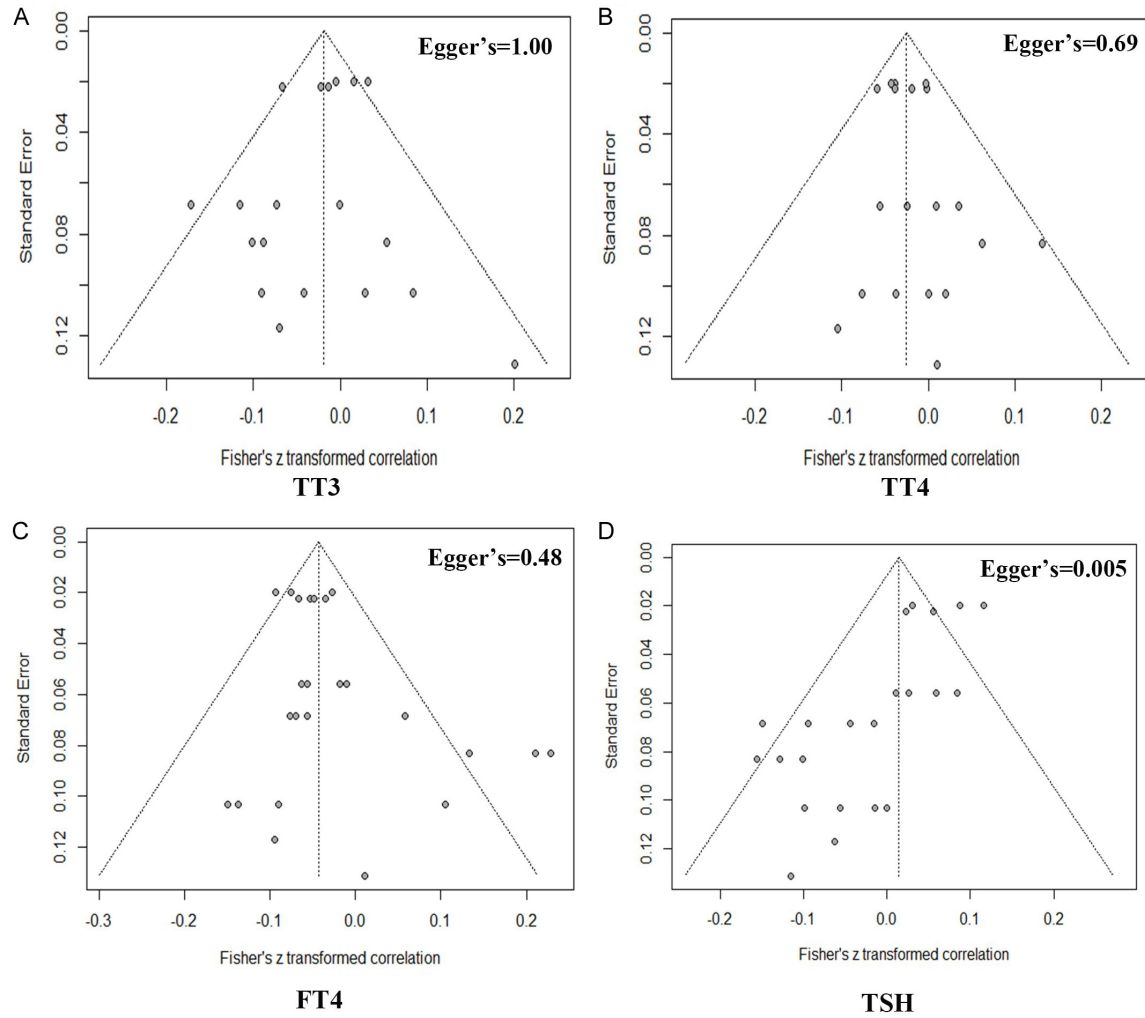 A
Egger's=1.00
0.00
0.04
0.08
0.12
Standard Error
-0.2
-0.1
0.0
0.1
0.2
Fisher's z transformed correlation
TT3
B
Egger's=0.69
0.00
0.04
0.08
0.12
Standard Error
-0.2
-0.1
0.0
0.1
0.2
Fisher's z transformed correlation
TT4
C
Egger's=0.48
0.00
0.02
0.04
0.06
0.08
0.10
0.12
Standard Error
-0.3
-0.2
-0.1
0.0
0.1
0.2
Fisher's z transformed correlation
FT4
D
Egger's=0.005
0.00
0.02
0.04
0.06
0.08
0.10
0.12
Standard Error
-0.2
-0.1
0.0
0.1
0.2
Fisher's z transformed correlation
TSH